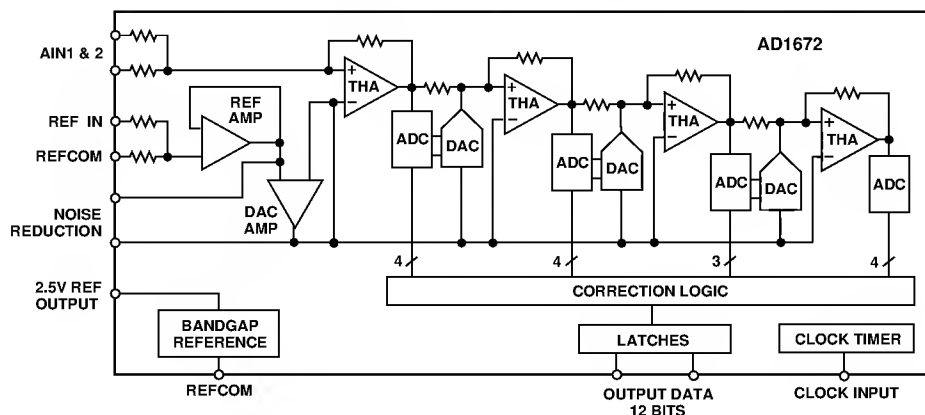 AD1672
AIN1 & 2
REF IN
REFCOM
NOISE
REDUCTION
2.5V REF
OUTPUT
REF
AMP
DAC
AMP
+
THA
−
ADC
DAC
+
THA
−
ADC
DAC
+
THA
−
ADC
DAC
+
THA
−
ADC
4
4
3
4
CORRECTION LOGIC
BANDGAP
REFERENCE
LATCHES
CLOCK TIMER
REFCOM
OUTPUT DATA
12 BITS
CLOCK INPUT